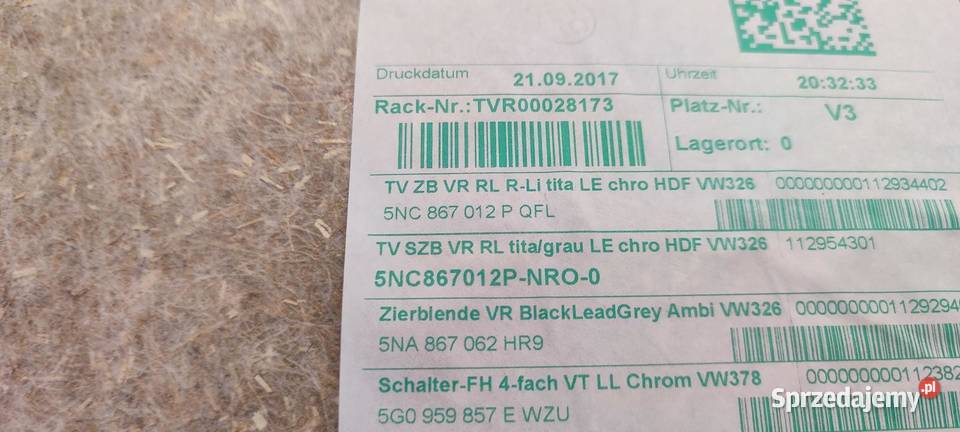 Druckdatum 21.09.2017 Uhrzeit 20:32:33
Rack-Nr.:TVR00028173 Platz-Nr.: V3
Lagerort: 0
TV ZB VR RL R-Li tita LE chro HDF VW326 000000000112934402
5NC 867 012 P QFL
TV SZB VR RL tita/grau LE chro HDF VW326 112954301
5NC867012P-NRO-0
Zierblende VR BlackLeadGrey Ambi VW326 0000000001129294
5NA 867 062 HR9
Schalter-FH 4-fach VT LL Chrom VW378 00000000011382
5G0 959 857 E WZU
Sprzedajemy.pl